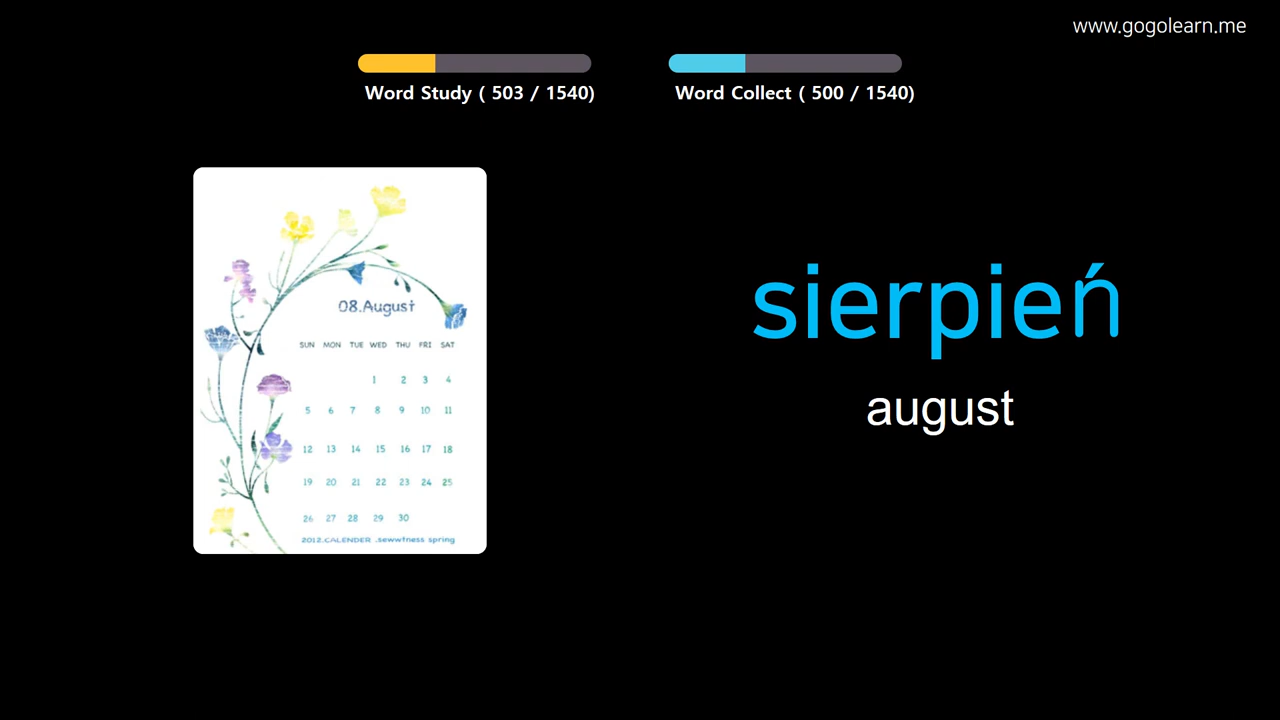 www.gogolearn.me
Word Study ( 503 / 1540)
Word Collect ( 500 / 1540)
08.August
SUN MON TUE WED THU FRI SAT
1 2 3 4
5 6 7 8 9 10 11
12 13 14 15 16 17 18
19 20 21 22 23 24 25
26 27 28 29 30
2012.CALENDER .sewwtness spring
sierpień
august